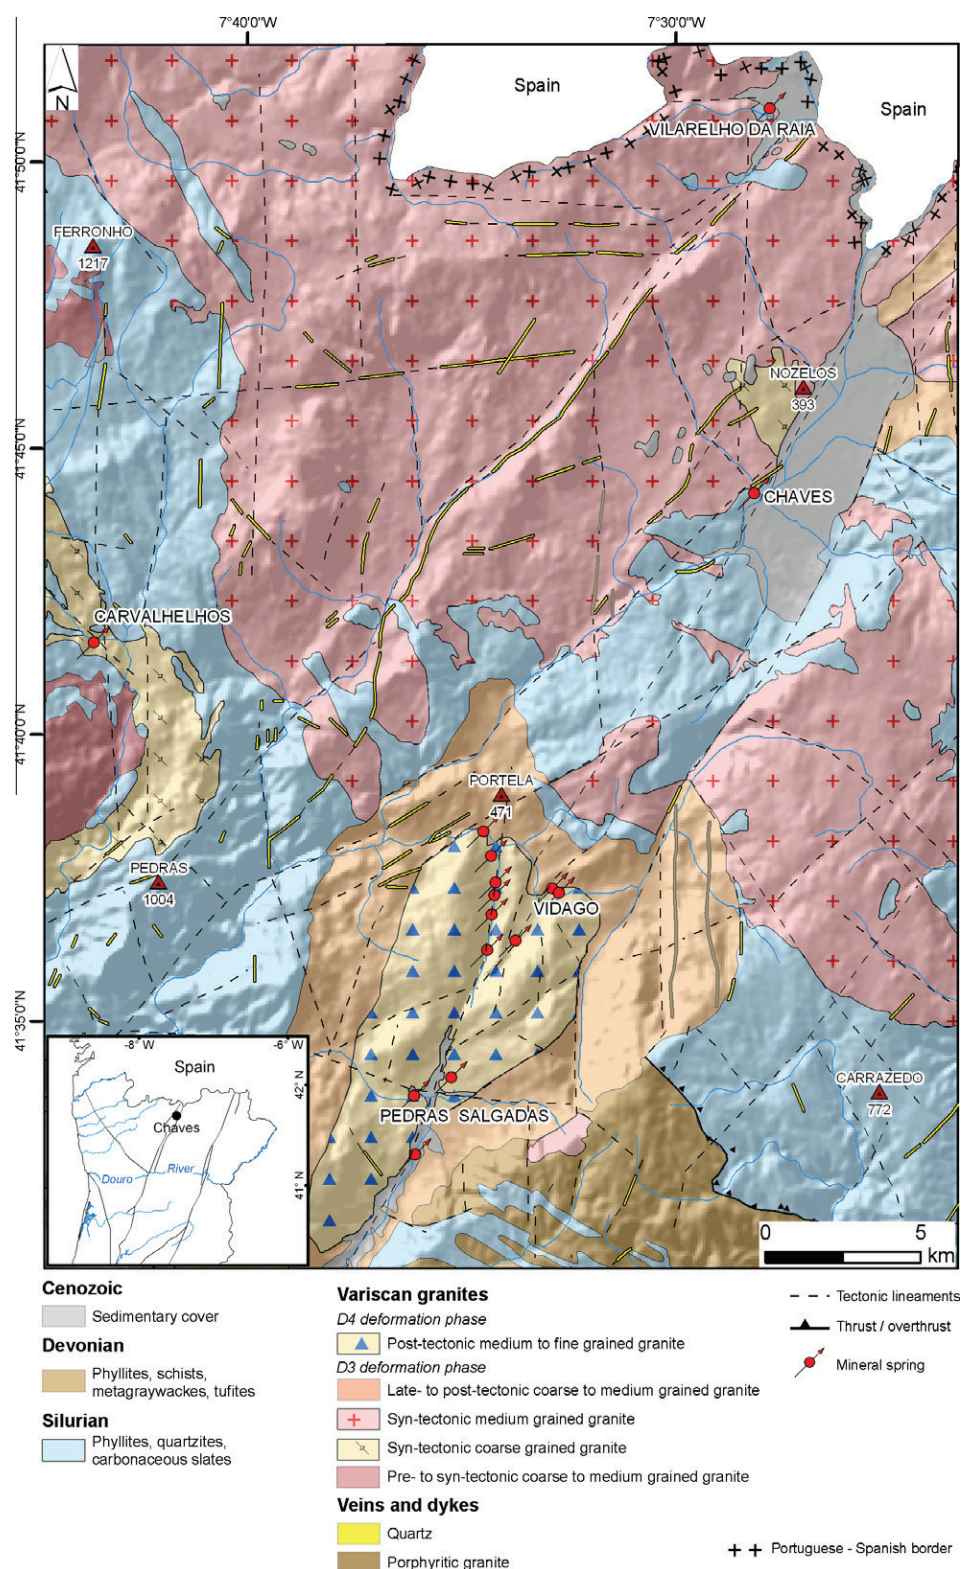 7°40'0"W
7°30'0"W
N
Spain
Spain
VILARELHO DA RAIA
41°50'0"N
FERRONHO
1217
NOZELOS
393
41°45'0"N
CHAVES
CARVALHELHOS
41°40'0"N
PORTELA
471
PEDRAS
1004
VIDAGO
41°35'0"N
-8°W
-6°W
Spain
42° N
Chaves
CARRAZEDO
772
PEDRAS SALGADAS
Douro
River
41° N
0
5
km
Cenozoic
Sedimentary cover
Devonian
Phyllites, schists,
metagraywackes, tufites
Silurian
Phyllites, quartzites,
carbonaceous slates
Variscan granites
D4 deformation phase
Post-tectonic medium to fine grained granite
D3 deformation phase
Late- to post-tectonic coarse to medium grained granite
Syn-tectonic medium grained granite
Syn-tectonic coarse grained granite
Pre- to syn-tectonic coarse to medium grained granite
Veins and dykes
Quartz
Porphyritic granite
Tectonic lineaments
Thrust / overthrust
Mineral spring
Portuguese - Spanish border